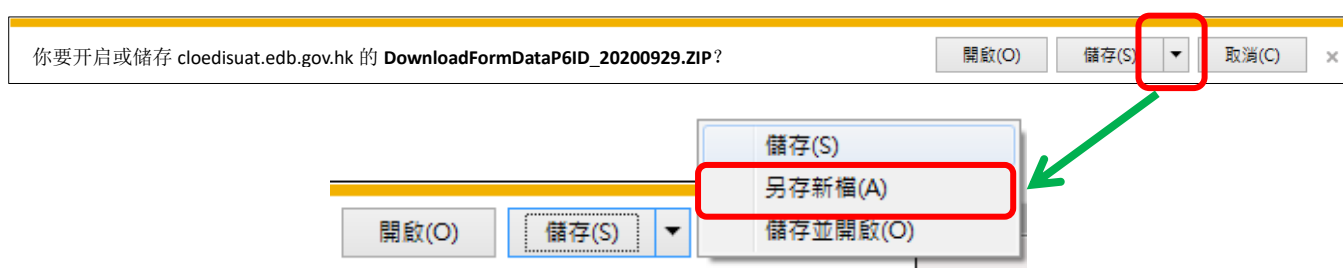 你要开启或储存 cloedisuat.edb.gov.hk 的 DownloadFormDataP6ID_20200929.ZIP?
開啟(O) 儲存(S) 取消(C) ×
儲存(S)
另存新檔(A)
儲存並開啟(O)
開啟(O) 儲存(S)